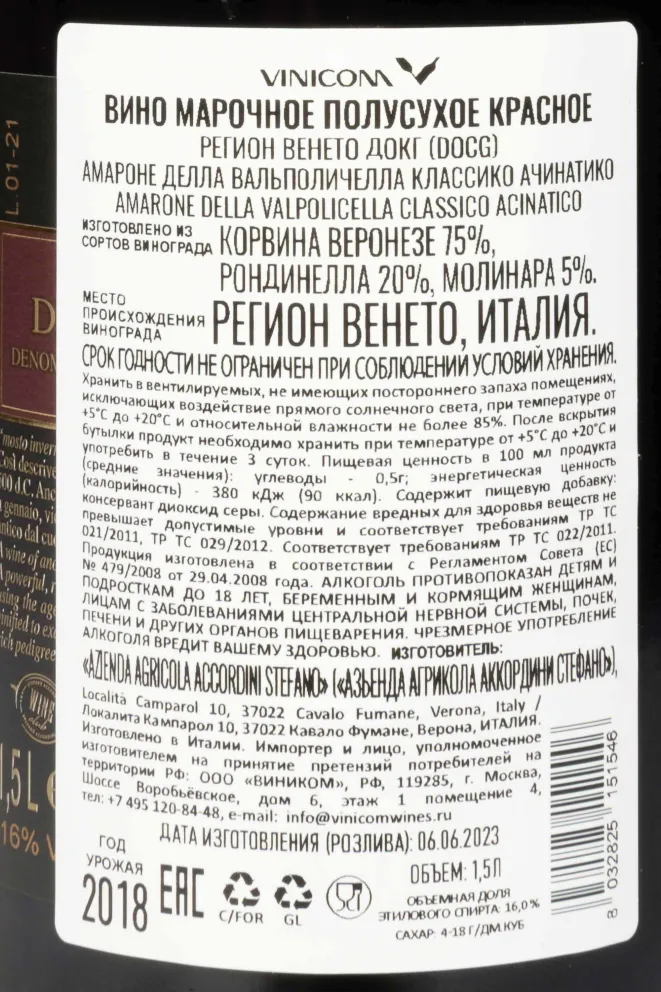 VINICOM
ВИНО МАРОЧНОЕ ПОЛУСУХОЕ КРАСНОЕ
РЕГИОН ВЕНЕТО ДОКГ (DOCG)
АМАРОНЕ ДЕЛЛА ВАЛЬПОЛИЧЕЛЛА КЛАССИКО АЧИНАТИКО
AMARONE DELLA VALPOLICELLA CLASSICO ACINATICO
ИЗГОТОВЛЕНО ИЗ СОРТОВ ВИНОГРАДА КОРВИНА ВЕРОНЕЗЕ 75%,
РОНДИНЕЛЛА 20%, МОЛИНАРА 5%.
МЕСТО ПРОИСХОЖДЕНИЯ ВИНОГРАДА РЕГИОН ВЕНЕТО, ИТАЛИЯ.
СРОК ГОДНОСТИ НЕ ОГРАНИЧЕН ПРИ СОБЛЮДЕНИИ УСЛОВИЙ ХРАНЕНИЯ.
Хранить в вентилируемых, не имеющих постороннего запаха помещениях,
исключающих воздействие прямого солнечного света, при температуре от
+5°С до +20°С и относительной влажности не более 85%. После вскрытия
бутылки продукт необходимо хранить при температуре от +5°С до +20°С и
употребить в течение 3 суток. Пищевая ценность в 100 мл продукта
(средние значения): углеводы - 0,5г; энергетическая ценность
(калорийность) - 380 кДж (90 ккал). Содержит пищевую добавку:
консервант диоксид серы. Содержание вредных для здоровья веществ не
превышает допустимые уровни и соответствует требованиям ТР ТС
021/2011, ТР ТС 029/2012. Соответствует требованиям ТР ТС 022/2011.
Продукция изготовлена в соответствии с Регламентом Совета (ЕС)
№ 479/2008 от 29.04.2008 года. АЛКОГОЛЬ ПРОТИВОПОКАЗАН ДЕТЯМ И
ПОДРОСТКАМ ДО 18 ЛЕТ, БЕРЕМЕННЫМ И КОРМЯЩИМ ЖЕНЩИНАМ,
ЛИЦАМ С ЗАБОЛЕВАНИЯМИ ЦЕНТРАЛЬНОЙ НЕРВНОЙ СИСТЕМЫ, ПОЧЕК,
ПЕЧЕНИ И ДРУГИХ ОРГАНОВ ПИЩЕВАРЕНИЯ. ЧРЕЗМЕРНОЕ УПОТРЕБЛЕНИЕ
АЛКОГОЛЯ ВРЕДИТ ВАШЕМУ ЗДОРОВЬЮ. ИЗГОТОВИТЕЛЬ:
«AZIENDA AGRICOLA ACCORDINI STEFANO» («АЗЬЕНДА АГРИКОЛА АККОРДИНИ СТЕФАНО»),
Località Camparol 10, 37022 Cavalo Fumane, Verona, Italy /
Локалита Кампарол 10, 37022 Кавало Фумане, Верона, ИТАЛИЯ.
Изготовлено в Италии. Импортер и лицо, уполномоченное
изготовителем на принятие претензий потребителей на
территории РФ: ООО «ВИНИКОМ», РФ, 119285, г. Москва,
Шоссе Воробьёвское, дом 6, этаж 1 помещение 4,
тел: +7 495 120-84-48, e-mail: info@vinicomwines.ru
ДАТА ИЗГОТОВЛЕНИЯ (РОЗЛИВА): 06.06.2023
ГОД
УРОЖАЯ
2018
EAC
C/FOR
GL
ОБЪЕМ: 1,5Л
ОБЪЕМНАЯ ДОЛЯ
ЭТИЛОВОГО СПИРТА: 16,0%
САХАР: 4-18 Г/ДМ.КУБ
8 032825 151546
L.01-21
D
DENOM
WINE
1,5L e
16% V